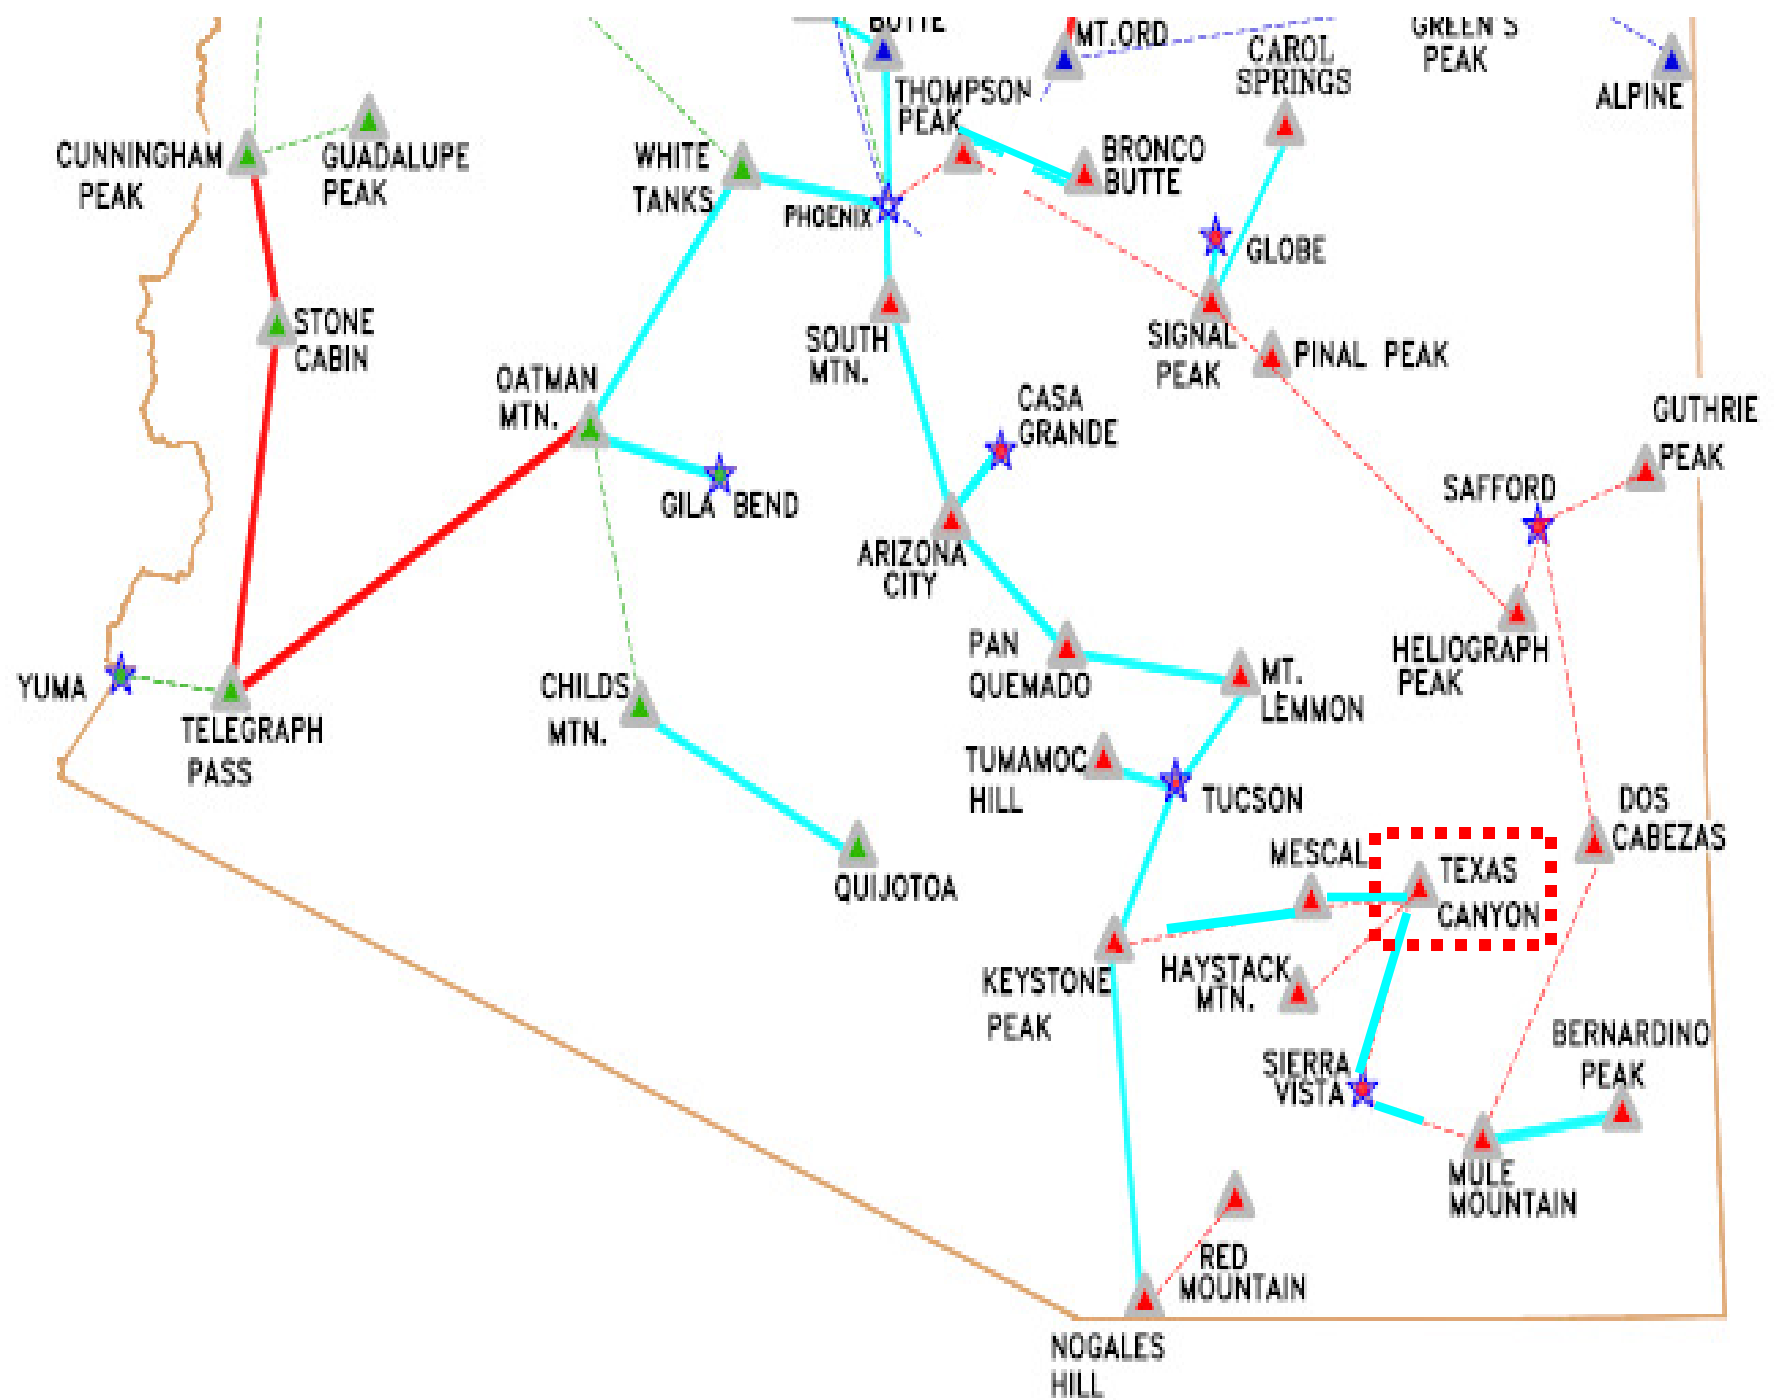 BUTTE
MT.ORD
GREEN'S
PEAK
CAROL
SPRINGS
ALPINE
THOMPSON
PEAK
CUNNINGHAM
PEAK
GUADALUPE
PEAK
WHITE
TANKS
BRONCO
BUTTE
PHOENIX
GLOBE
STONE
CABIN
SOUTH
MTN.
SIGNAL
PEAK
PINAL PEAK
OATMAN
MTN.
CASA
GRANDE
GUTHRIE
PEAK
GILA BEND
SAFFORD
ARIZONA
CITY
PAN
QUEMADO
MT.
LEMMON
HELIOGRAPH
PEAK
YUMA
TELEGRAPH
PASS
CHILDS
MTN.
TUMAMOC
HILL
TUCSON
DOS
CABEZAS
MESCAL
TEXAS
CANYON
QUIJOTOA
KEYSTONE
PEAK
HAYSTACK
MTN.
SIERRA
VISTA
BERNARDINO
PEAK
MULE
MOUNTAIN
RED
MOUNTAIN
NOGALES
HILL